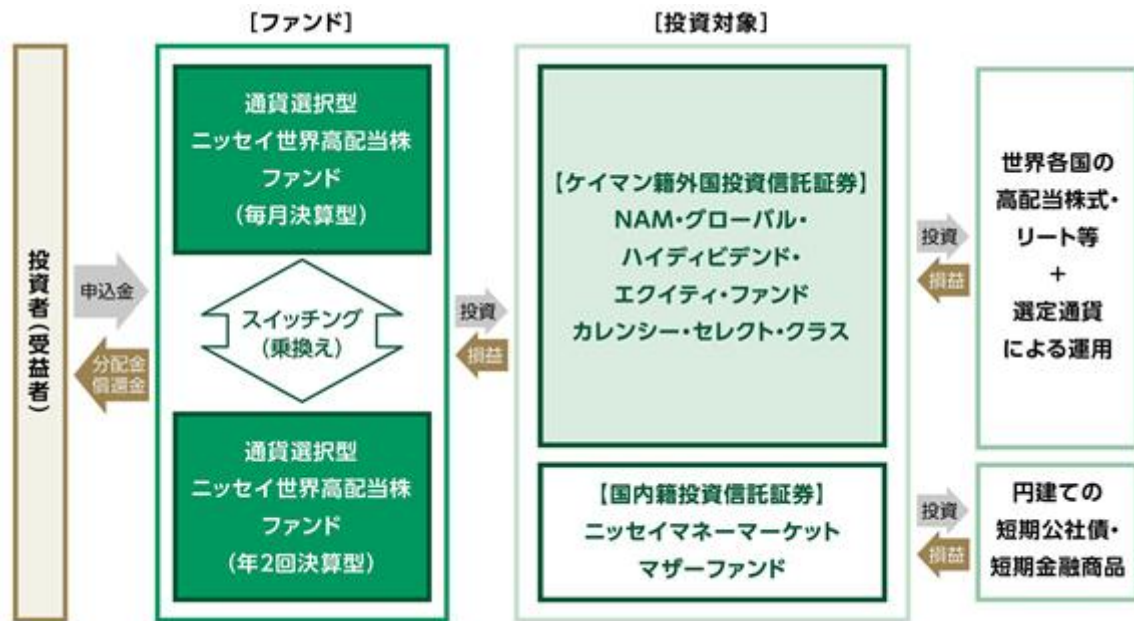 [ファンド]
[投資対象]
投資者(受益者)
申込金
分配金
償還金
通貨選択型
ニッセイ世界高配当株
ファンド
(毎月決算型)
スイッチング
(乗換え)
通貨選択型
ニッセイ世界高配当株
ファンド
(年2回決算型)
投資
損益
【ケイマン籍外国投資信託証券】
NAM・グローバル・
ハイディビデンド・
エクイティ・ファンド
カレンシー・セレクト・クラス
【国内籍投資信託証券】
ニッセイマネーマーケット
マザーファンド
投資
損益
世界各国の
高配当株式・
リート等
+
選定通貨
による運用
投資
損益
円建ての
短期公社債・
短期金融商品